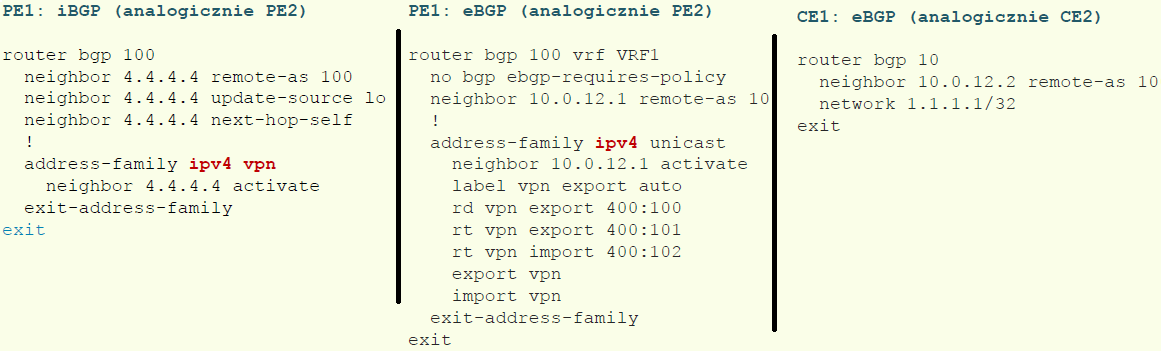 PE1: iBGP (analogicznie PE2)
router bgp 100
neighbor 4.4.4.4 remote-as 100
neighbor 4.4.4.4 update-source lo
neighbor 4.4.4.4 next-hop-self
!
address-family ipv4 vpn
neighbor 4.4.4.4 activate
exit-address-family
exit
PE1: eBGP (analogicznie PE2)
router bgp 100 vrf VRF1
no bgp ebgp-requires-policy
neighbor 10.0.12.1 remote-as 10
!
address-family ipv4 unicast
neighbor 10.0.12.1 activate
label vpn export auto
rd vpn export 400:100
rt vpn export 400:101
rt vpn import 400:102
export vpn
import vpn
exit-address-family
exit
CE1: eBGP (analogicznie CE2)
router bgp 10
neighbor 10.0.12.2 remote-as 10
network 1.1.1.1/32
exit